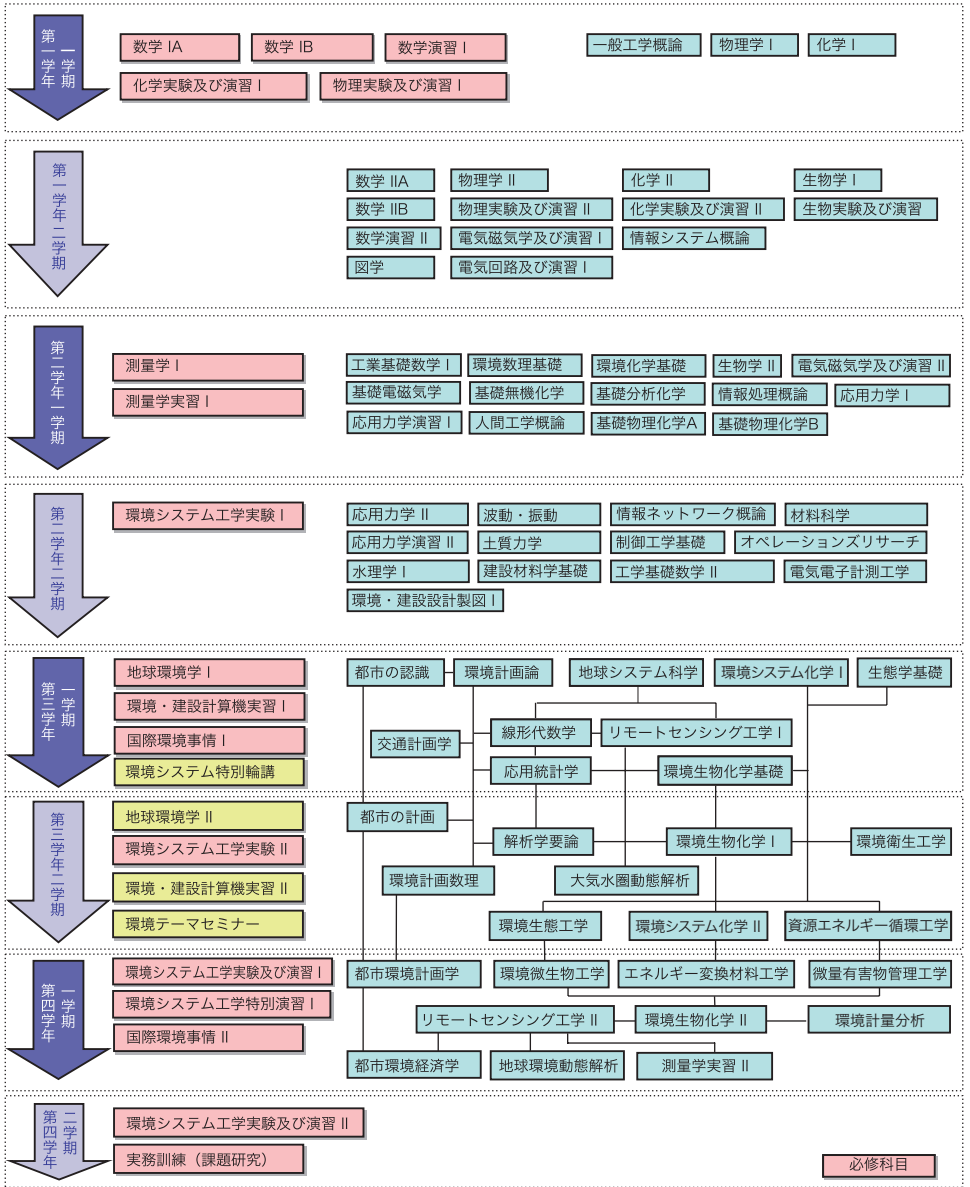 第一学年
一学期
数学 IA
数学 IB
数学演習 I
一般工学概論
物理学 I
化学 I
化学実験及び演習 I
物理実験及び演習 I
第一学年二学期
数学 IIA
物理学 II
化学 II
生物学 I
数学 IIB
物理実験及び演習 II
化学実験及び演習 II
生物実験及び演習
数学演習 II
電気磁気学及び演習 I
情報システム概論
図学
電気回路及び演習 I
第二学年一学期
測量学 I
工業基礎数学 I
環境数理基礎
環境化学基礎
生物学 II
電気磁気学及び演習 II
測量学実習 I
基礎電磁気学
基礎無機化学
基礎分析化学
情報処理概論
応用力学 I
応用力学演習 I
人間工学概論
基礎物理化学A
基礎物理化学B
第二学年二学期
環境システム工学実験 I
応用力学 II
波動・振動
情報ネットワーク概論
材料科学
応用力学演習 II
土質力学
制御工学基礎
オペレーションズリサーチ
水理学 I
建設材料学基礎
工学基礎数学 II
電気電子計測工学
環境・建設設計製図 I
第三学年
一学期
地球環境学 I
都市の認識
環境計画論
地球システム科学
環境システム化学 I
生態学基礎
環境・建設計算機実習 I
国際環境事情 I
交通計画学
線形代数学
リモートセンシング工学 I
環境システム特別輪講
応用統計学
環境生物化学基礎
第三学年二学期
地球環境学 II
都市の計画
環境システム工学実験 II
解析学要論
環境生物化学 I
環境衛生工学
環境・建設計算機実習 II
環境計画数理
大気水圏動態解析
環境テーマセミナー
環境生態工学
環境システム化学 II
資源エネルギー循環工学
第四学年
一学期
環境システム工学実験及び演習 I
都市環境計画学
環境微生物工学
エネルギー変換材料工学
微量有害物管理工学
環境システム工学特別演習 I
リモートセンシング工学 II
環境生物化学 II
環境計量分析
国際環境事情 II
都市環境経済学
地球環境動態解析
測量学実習 II
第四学年
二学期
環境システム工学実験及び演習 II
実務訓練（課題研究）
必修科目